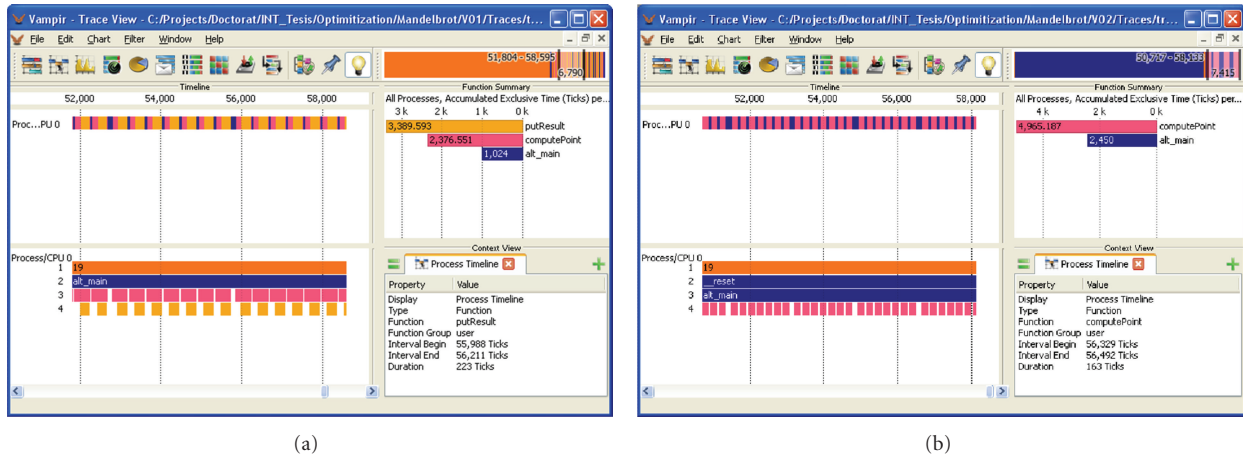 Vampir - Trace View - C:/Projects/Doctorat/INT_Tesis/Optimitization/Mandelbrot/V01/Traces/t...
File Edit Chart Filter Window Help
51,804 - 58,595
6,790
Timeline
52,000 54,000 56,000 58,000
Proc...PU 0
Function Summary
All Processes, Accumulated Exclusive Time (Ticks) pe...
3 k 2 k 1 k 0 k
3,389.593 putResult
2,376.551 computePoint
1,024 alt_main
Process/CPU 0
1 19
2 alt_main
3
4
Context View
Process Timeline
Property Value
Display Process Timeline
Type Function
Function putResult
Function Group user
Interval Begin 55,988 Ticks
Interval End 56,211 Ticks
Duration 223 Ticks
(a)
Vampir - Trace View - C:/Projects/Doctorat/INT_Tesis/Optimitization/Mandelbrot/V02/Traces/tr...
File Edit Chart Filter Window Help
7,415
Timeline
52,000 54,000 56,000 58,000
Proc...PU 0
Function Summary
All Processes, Accumulated Exclusive Time (Ticks) per...
4 k 2 k 0 k
4,965.187 computePoint
2,450 alt_main
Process/CPU 0
1 19
2 __reset
3 alt_main
4
Context View
Process Timeline
Property Value
Display Process Timeline
Type Function
Function computePoint
Function Group user
Interval Begin 56,329 Ticks
Interval End 56,492 Ticks
Duration 163 Ticks
(b)